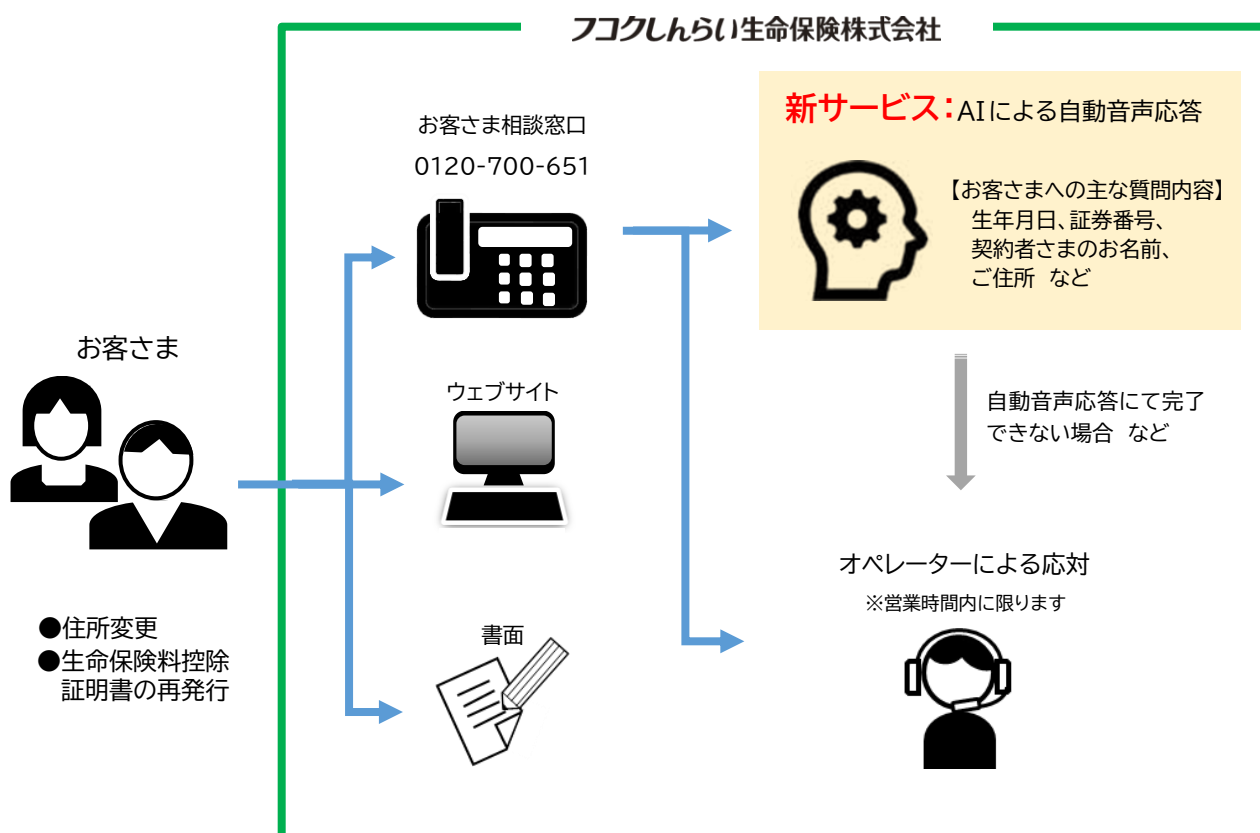 フコクしんらい生命保険株式会社
お客さま相談窓口
0120-700-651
新サービス：AIによる自動音声応答
【お客さまへの主な質問内容】
生年月日、証券番号、
契約者さまのお名前、
ご住所 など
お客さま
ウェブサイト
自動音声応答にて完了
できない場合 など
オペレーターによる応対
※営業時間内に限ります
●住所変更
●生命保険料控除
証明書の再発行
書面